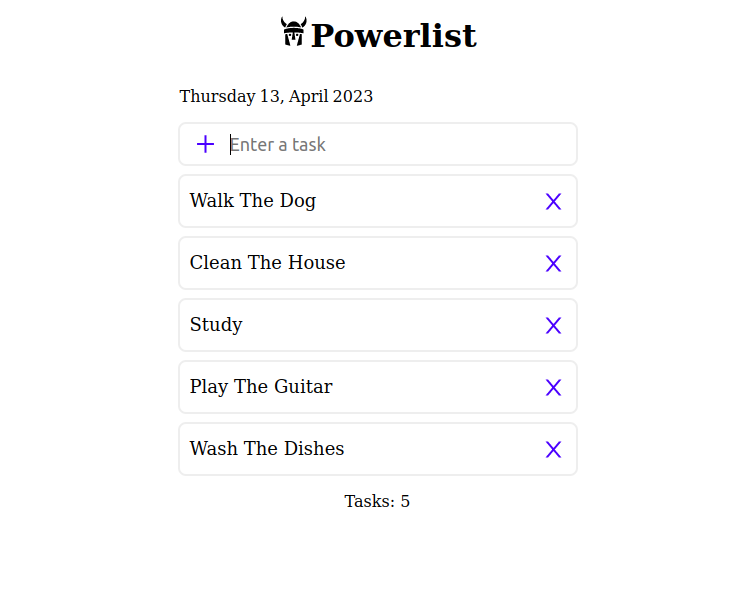 Powerlist
Thursday 13, April 2023
+ Enter a task
Walk The Dog X
Clean The House X
Study X
Play The Guitar X
Wash The Dishes X
Tasks: 5